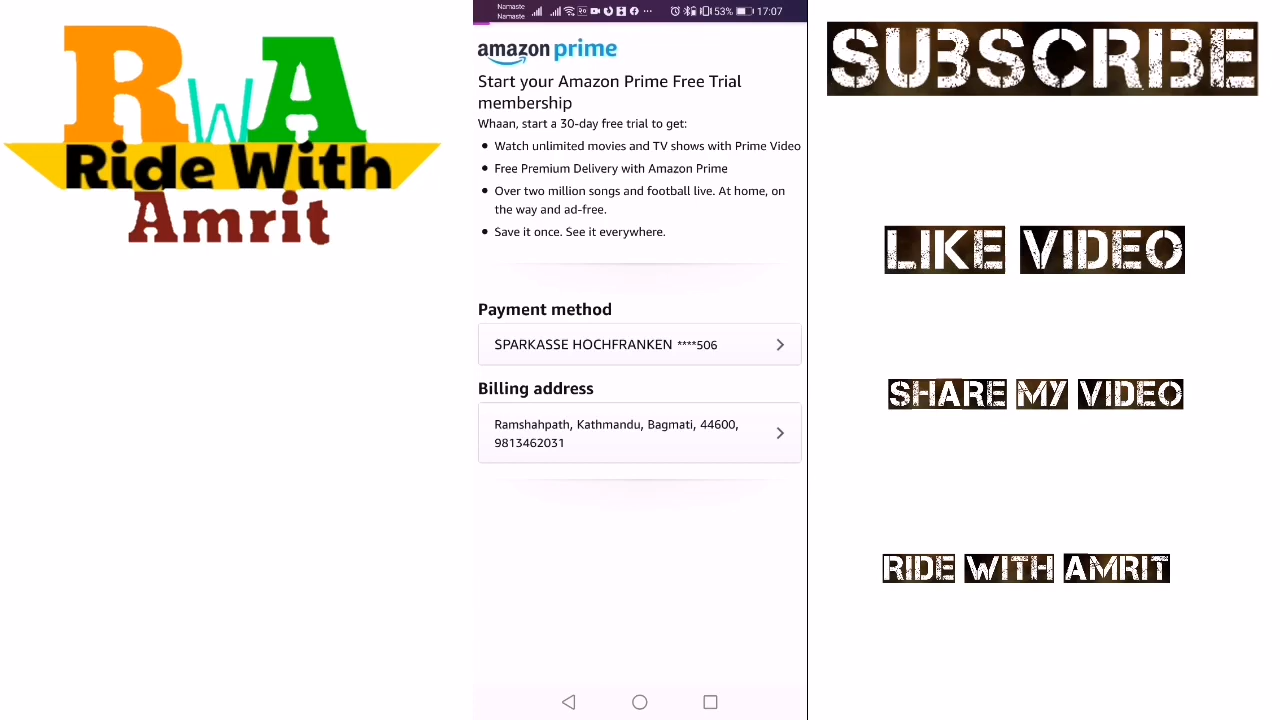 RWA
Ride With
Amrit
Namaste
Namaste
53% 17:07
amazon prime
Start your Amazon Prime Free Trial
membership
Whaan, start a 30-day free trial to get:
• Watch unlimited movies and TV shows with Prime Video
• Free Premium Delivery with Amazon Prime
• Over two million songs and football live. At home, on
the way and ad-free.
• Save it once. See it everywhere.
Payment method
SPARKASSE HOCHFRANKEN ****506
Billing address
Ramshahpath, Kathmandu, Bagmati, 44600,
9813462031
SUBSCRIBE
LIKE VIDEO
SHARE MY VIDEO
RIDE WITH AMRIT